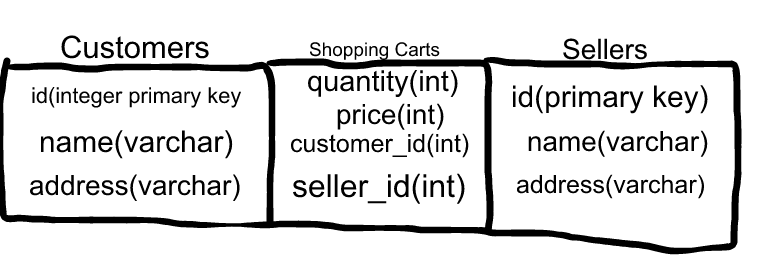 Customers
id(integer primary key
name(varchar)
address(varchar)
Shopping Carts
quantity(int)
price(int)
customer_id(int)
seller_id(int)
Sellers
id(primary key)
name(varchar)
address(varchar)